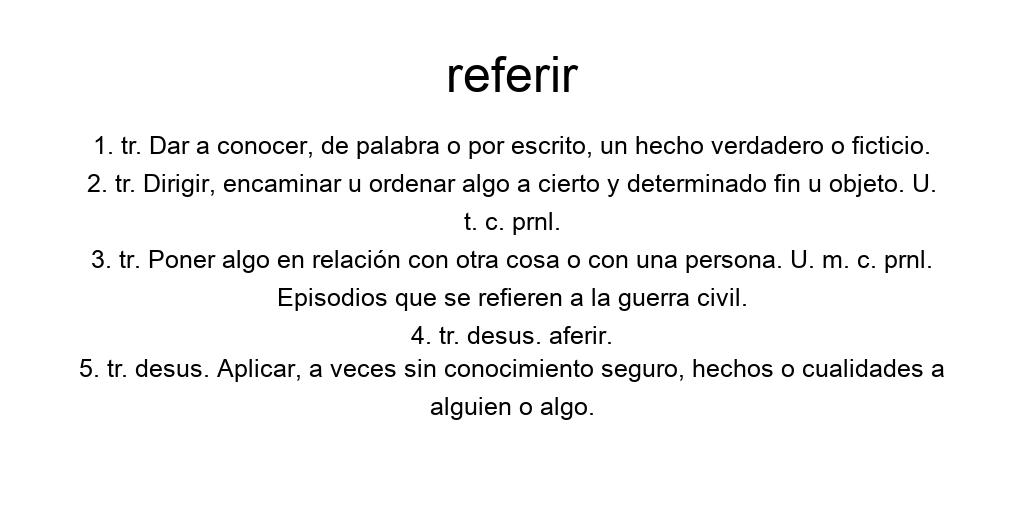 referir
1. tr. Dar a conocer, de palabra o por escrito, un hecho verdadero o ficticio.
2. tr. Dirigir, encaminar u ordenar algo a cierto y determinado fin u objeto. U.
t. c. prnl.
3. tr. Poner algo en relación con otra cosa o con una persona. U. m. c. prnl.
Episodios que se refieren a la guerra civil.
4. tr. desus. aferir.
5. tr. desus. Aplicar, a veces sin conocimiento seguro, hechos o cualidades a
alguien o algo.